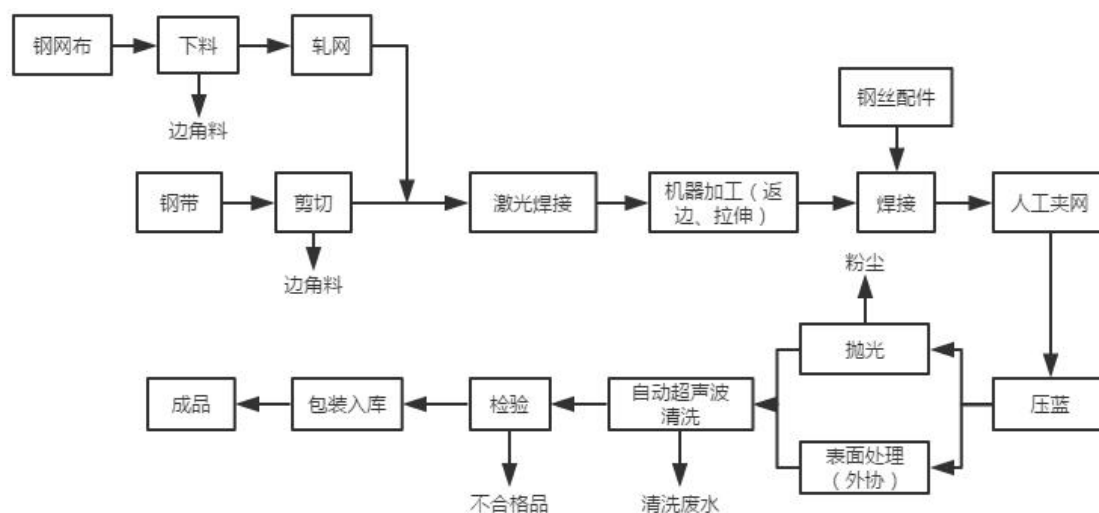 钢网布
下料
轧网
钢丝配件
边角料
钢带
剪切
激光焊接
机器加工（返
边、拉伸）
焊接
人工夹网
边角料
粉尘
抛光
成品
包装入库
检验
自动超声波
清洗
压蓝
表面处理
（外协）
不合格品
清洗废水